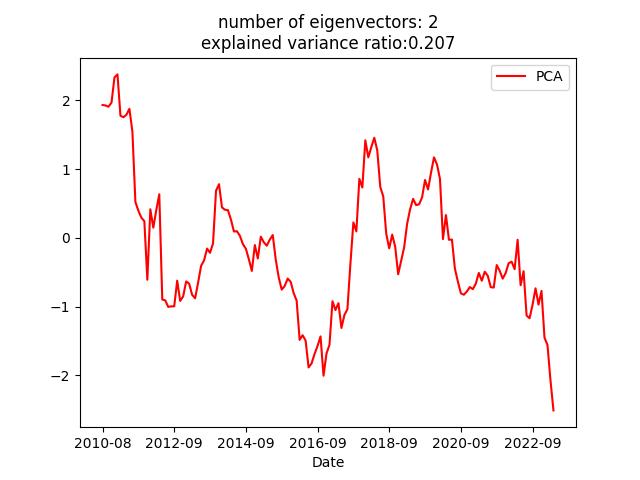 number of eigenvectors: 2
explained variance ratio:0.207
PCA
2
1
0
−1
−2
2010-08 2012-09 2014-09 2016-09 2018-09 2020-09 2022-09
Date